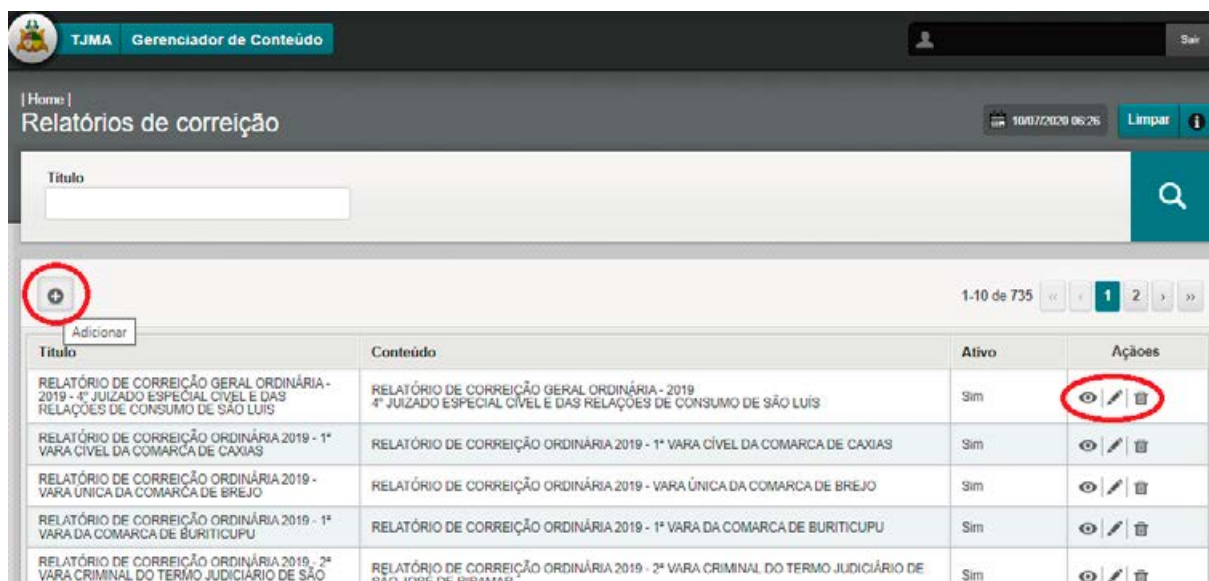 TJMA Gerenciador de Conteúdo
Sair
| Home |
Relatórios de correição
10/07/2020 06:26
Limpar
Título
1-10 de 735 « ‹ 1 2 › »
Adicionar
Título Conteúdo Ativo Açãoes
RELATÓRIO DE CORREIÇÃO GERAL ORDINÁRIA -
2019 - 4º JUIZADO ESPECIAL CÍVEL E DAS
RELAÇÕES DE CONSUMO DE SÃO LUÍS
RELATÓRIO DE CORREIÇÃO GERAL ORDINÁRIA - 2019
4º JUIZADO ESPECIAL CÍVEL E DAS RELAÇÕES DE CONSUMO DE SÃO LUÍS
Sim
RELATÓRIO DE CORREIÇÃO ORDINÁRIA 2019 - 1ª
VARA CÍVEL DA COMARCA DE CAXIAS
RELATÓRIO DE CORREIÇÃO ORDINÁRIA 2019 - 1ª VARA CÍVEL DA COMARCA DE CAXIAS
Sim
RELATÓRIO DE CORREIÇÃO ORDINÁRIA 2019 -
VARA ÚNICA DA COMARCA DE BREJO
RELATÓRIO DE CORREIÇÃO ORDINÁRIA 2019 - VARA ÚNICA DA COMARCA DE BREJO
Sim
RELATÓRIO DE CORREIÇÃO ORDINÁRIA 2019 - 1ª
VARA DA COMARCA DE BURITICUPU
RELATÓRIO DE CORREIÇÃO ORDINÁRIA 2019 - 1ª VARA DA COMARCA DE BURITICUPU
Sim
RELATÓRIO DE CORREIÇÃO ORDINÁRIA 2019 - 2ª
VARA CRIMINAL DO TERMO JUDICIÁRIO DE SÃO
RELATÓRIO DE CORREIÇÃO ORDINÁRIA 2019 - 2ª VARA CRIMINAL DO TERMO JUDICIÁRIO DE
SÃO JOSÉ DE RIBAMAR
Sim